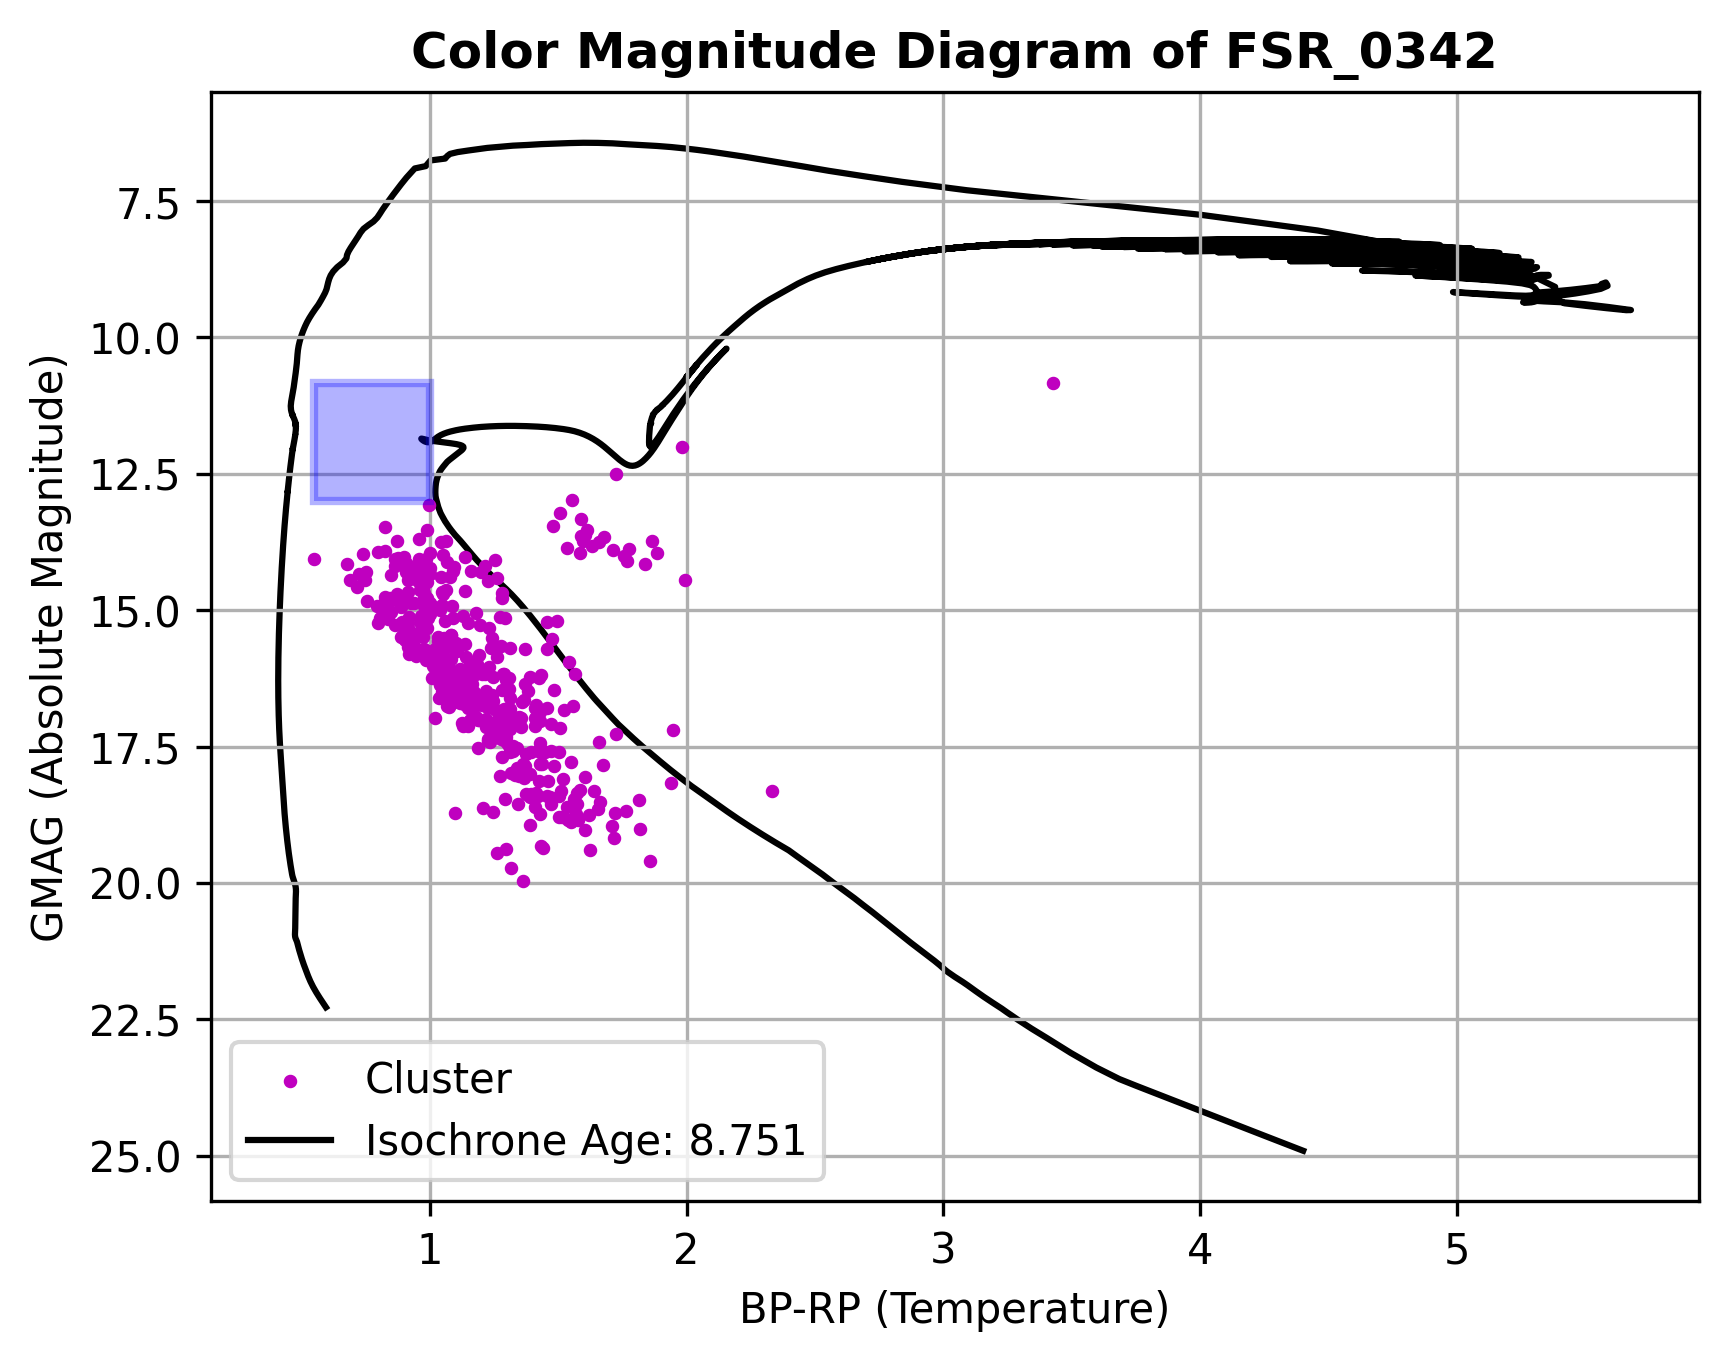 Color Magnitude Diagram of FSR_0342
GMAG (Absolute Magnitude)
7.5
10.0
12.5
15.0
17.5
20.0
22.5
25.0
Cluster
Isochrone Age: 8.751
1 2 3 4 5
BP-RP (Temperature)